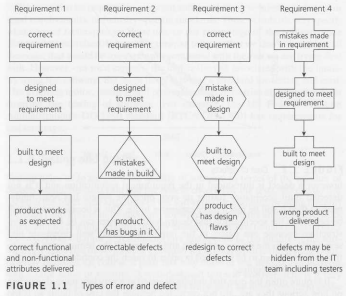 Requirement 1
Requirement 2
Requirement 3
Requirement 4
correct
requirement
correct
requirement
correct
requirement
mistakes made
in requirement
designed
to meet
requirement
designed
to meet
requirement
mistake
made in
design
designed to meet
requirement
built to meet
design
mistakes
made in build
built to
meet design
built to meet
design
product works
as expected
product
has bugs in it
product
has design
flaws
wrong product
delivered
correct functional
and non-functional
attributes delivered
correctable defects
redesign to correct
defects
defects may be
hidden from the IT
team including testers
FIGURE 1.1 Types of error and defect